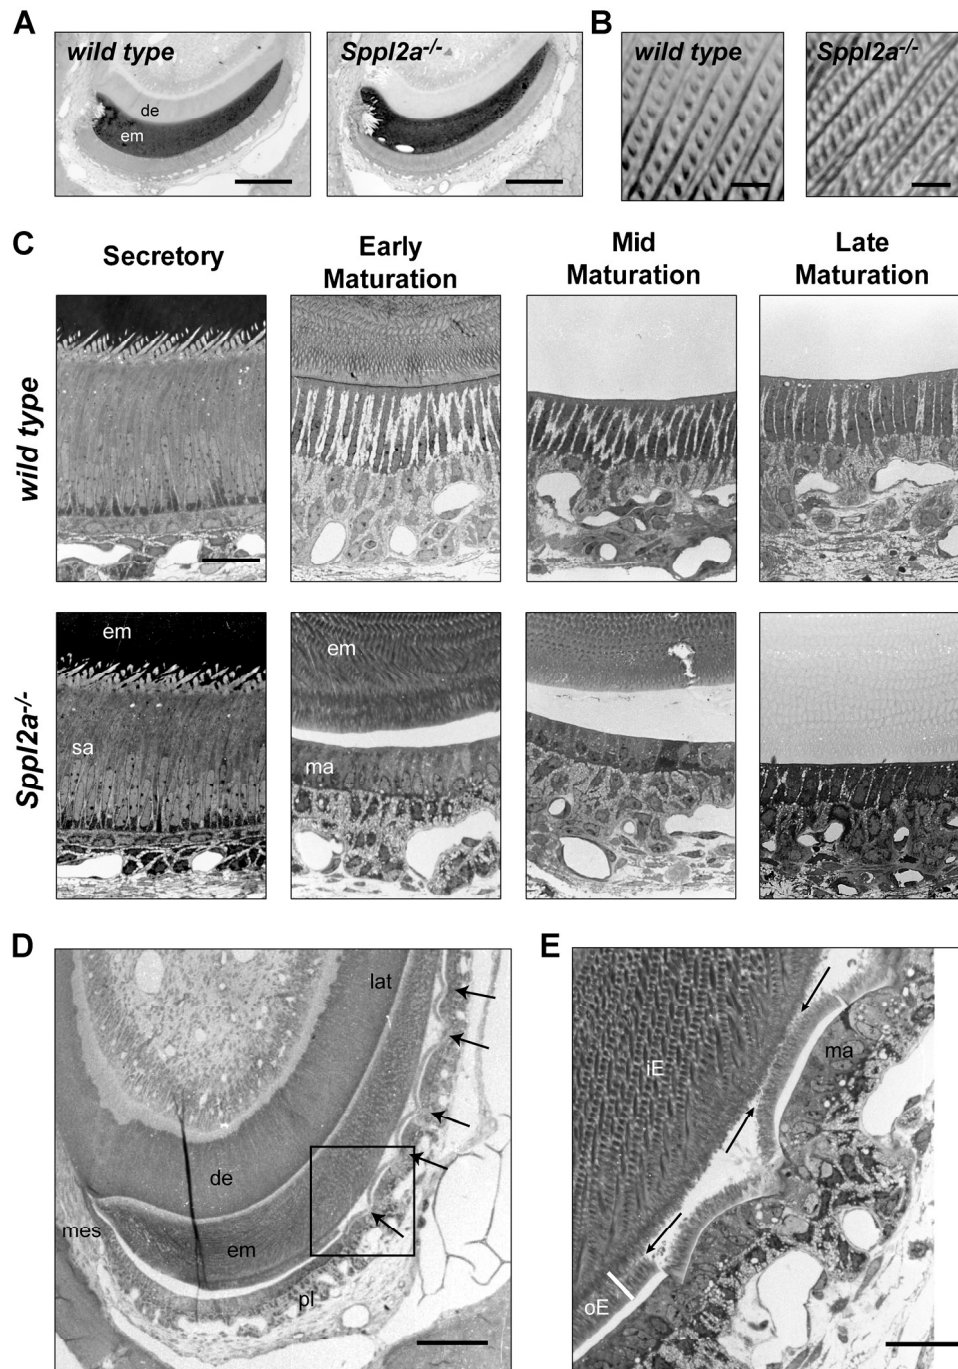 A
wild type
de
em
Sppl2a-/-
B
wild type
Sppl2a-/-
C
Secretory
Early
Maturation
Mid
Maturation
Late
Maturation
wild type
Sppl2a-/-
em
sa
em
ma
D
lat
de
mes
em
pl
E
iE
ma
oE